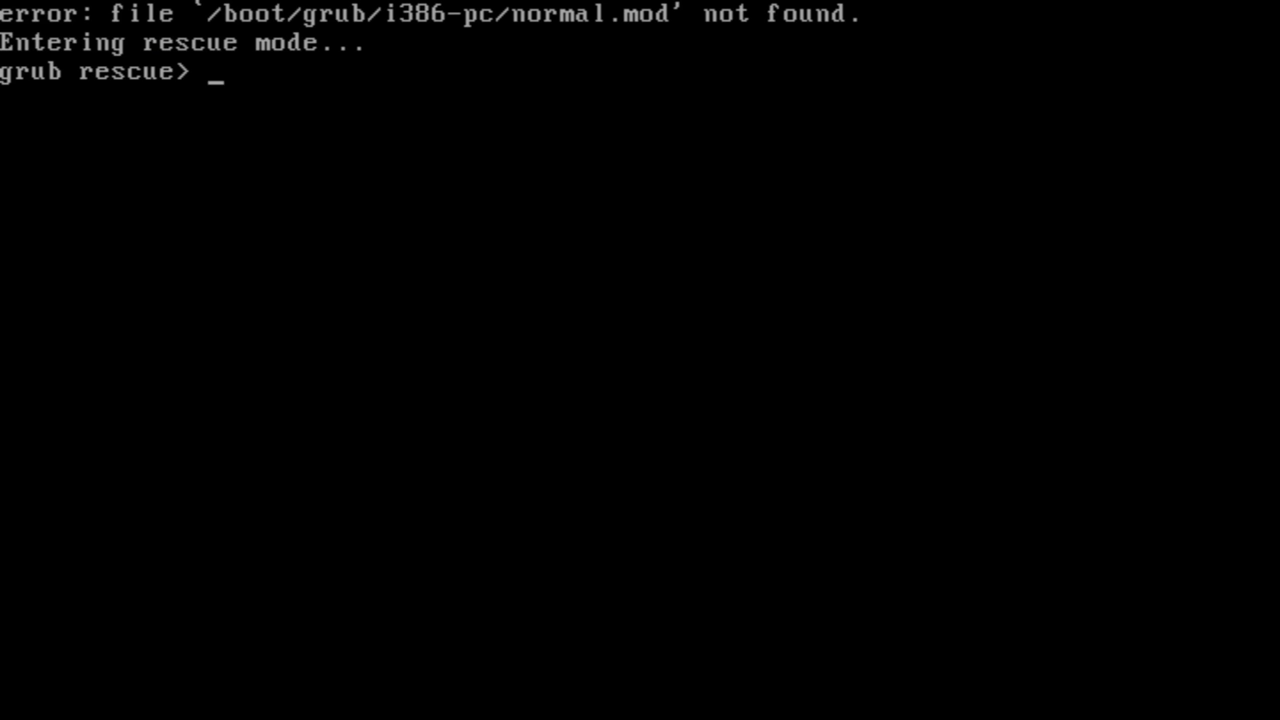 error: file `/boot/grub/i386-pc/normal.mod' not found.
Entering rescue mode...
grub rescue> _